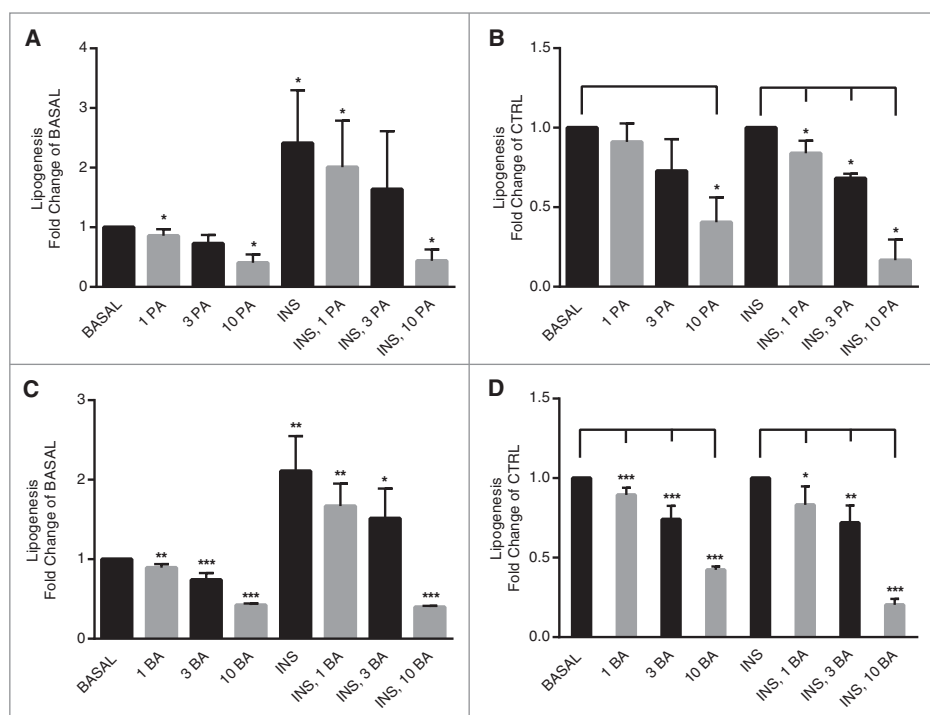 A
Lipogenesis
Fold Change of BASAL
4
3
2
1
0
*
*
*
*
*
BASAL
1 PA
3 PA
10 PA
INS
INS, 1 PA
INS, 3 PA
INS, 10 PA
B
Lipogenesis
Fold Change of CTRL
1.5
1.0
0.5
0.0
*
*
*
*
BASAL
1 PA
3 PA
10 PA
INS
INS, 1 PA
INS, 3 PA
INS, 10 PA
C
Lipogenesis
Fold Change of BASAL
3
2
1
0
**
***
***
**
**
*
***
BASAL
1 BA
3 BA
10 BA
INS
INS, 1 BA
INS, 3 BA
INS, 10 BA
D
Lipogenesis
Fold Change of CTRL
1.5
1.0
0.5
0.0
***
***
***
*
**
***
BASAL
1 BA
3 BA
10 BA
INS
INS, 1 BA
INS, 3 BA
INS, 10 BA